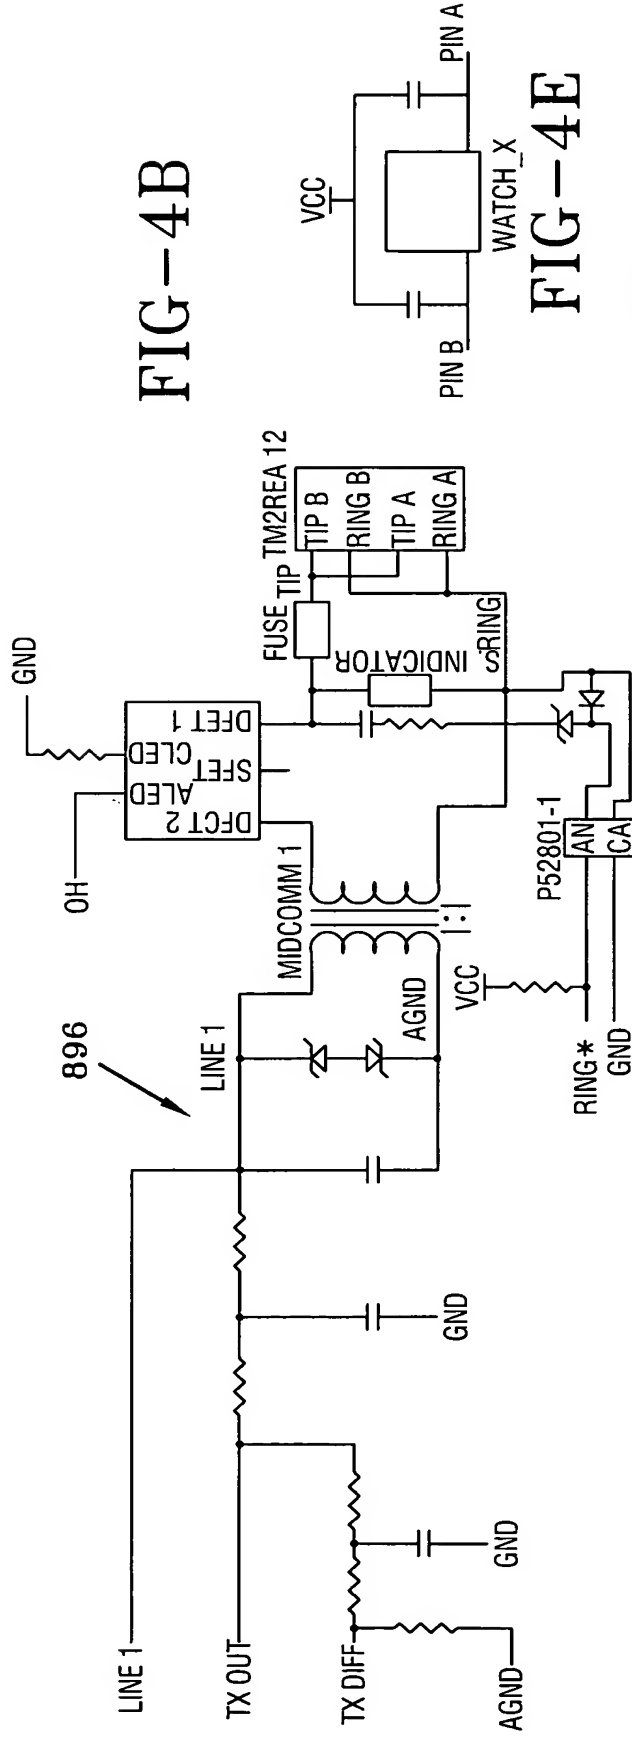 FIG-4B
FIG-4E
LINE 1
TX OUT
TX DIFF
AGND
GND
GND
896
LINE 1
AGND
MIDCOMM 1
OH
GND
ALED
CLED
DFCT 2
SFET
DFET 1
FUSE
TIP
TM2REA 12
TIP B
RING B
TIP A
RING A
S. INDICATOR
RING
VCC
RING*
GND
P52801-1
AN
CA
VCC
PIN B
PIN A
WATCH_X